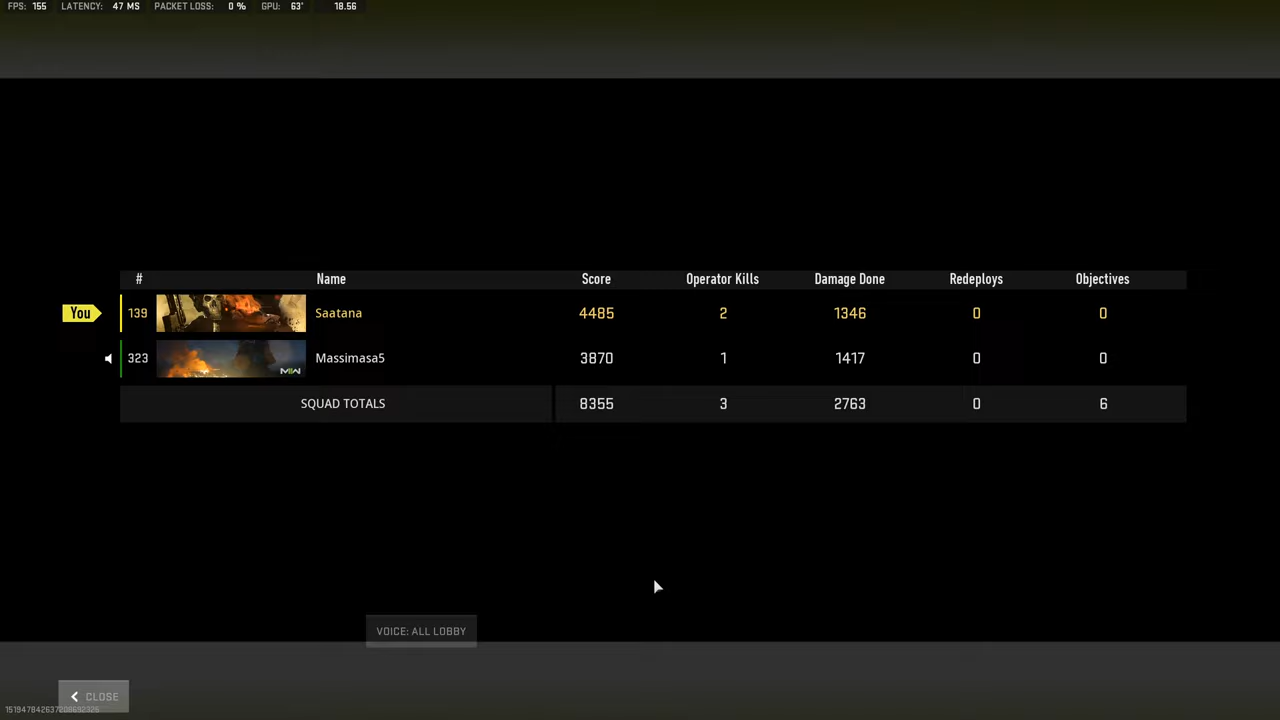 FPS: 155 LATENCY: 47 MS PACKET LOSS: 0 % GPU: 63° 18.56
# Name Score Operator Kills Damage Done Redeploys Objectives
You 139 Saatana 4485 2 1346 0 0
323 MWII Massimasa5 3870 1 1417 0 0
SQUAD TOTALS 8355 3 2763 0 6
VOICE: ALL LOBBY
CLOSE